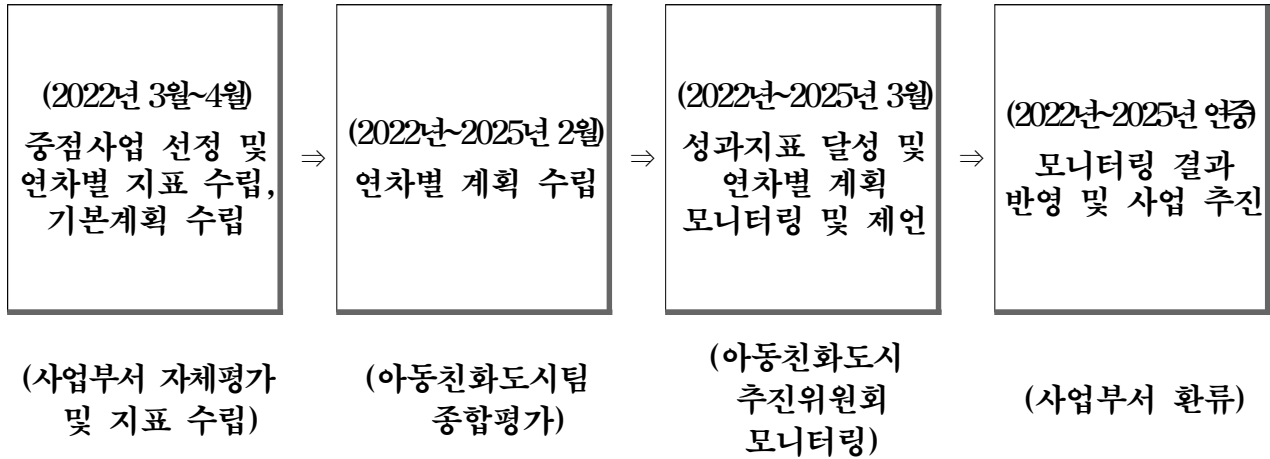 (2022년 3월~4월)
중점사업 선정 및
연차별 지표 수립,
기본계획 수립
⇒
(2022년~2025년 2월)
연차별 계획 수립
⇒
(2022년~2025년 3월)
성과지표 달성 및
연차별 계획
모니터링 및 제언
⇒
(2022년~2025년 연중)
모니터링 결과
반영 및 사업 추진
(사업부서 자체평가
및 지표 수립)
(아동친화도시팀
종합평가)
(아동친화도시
추진위원회
모니터링)
(사업부서 환류)